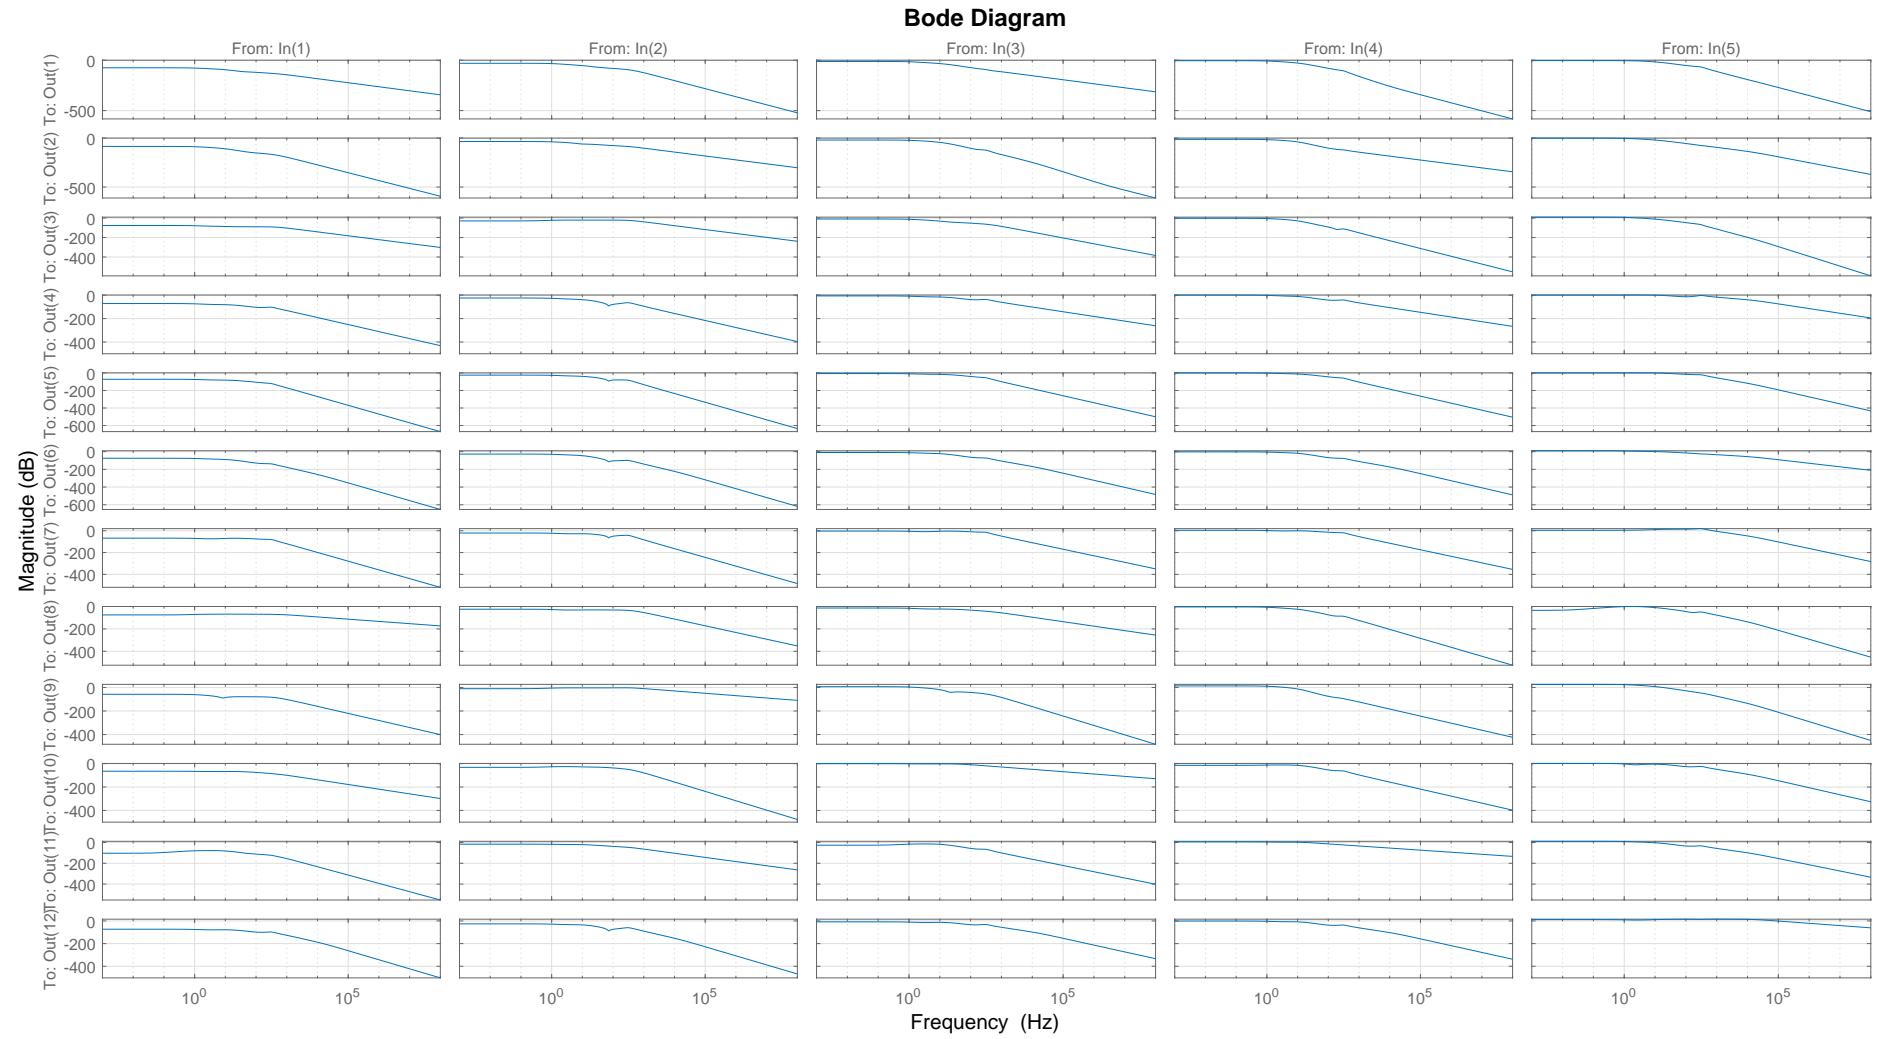 Bode Diagram
From: In(1) From: In(2) From: In(3) From: In(4) From: In(5)
Magnitude (dB)
To: Out(1)
0
-500
To: Out(2)
0
-500
To: Out(3)
0
-200
-400
To: Out(4)
0
-200
-400
To: Out(5)
0
-200
-400
-600
To: Out(6)
0
-200
-400
-600
To: Out(7)
0
-200
-400
To: Out(8)
0
-200
-400
To: Out(9)
0
-200
-400
To: Out(10)
0
-200
-400
To: Out(11)
0
-200
-400
To: Out(12)
0
-200
-400
10^0 10^5 10^0 10^5 10^0 10^5 10^0 10^5 10^0 10^5
Frequency (Hz)